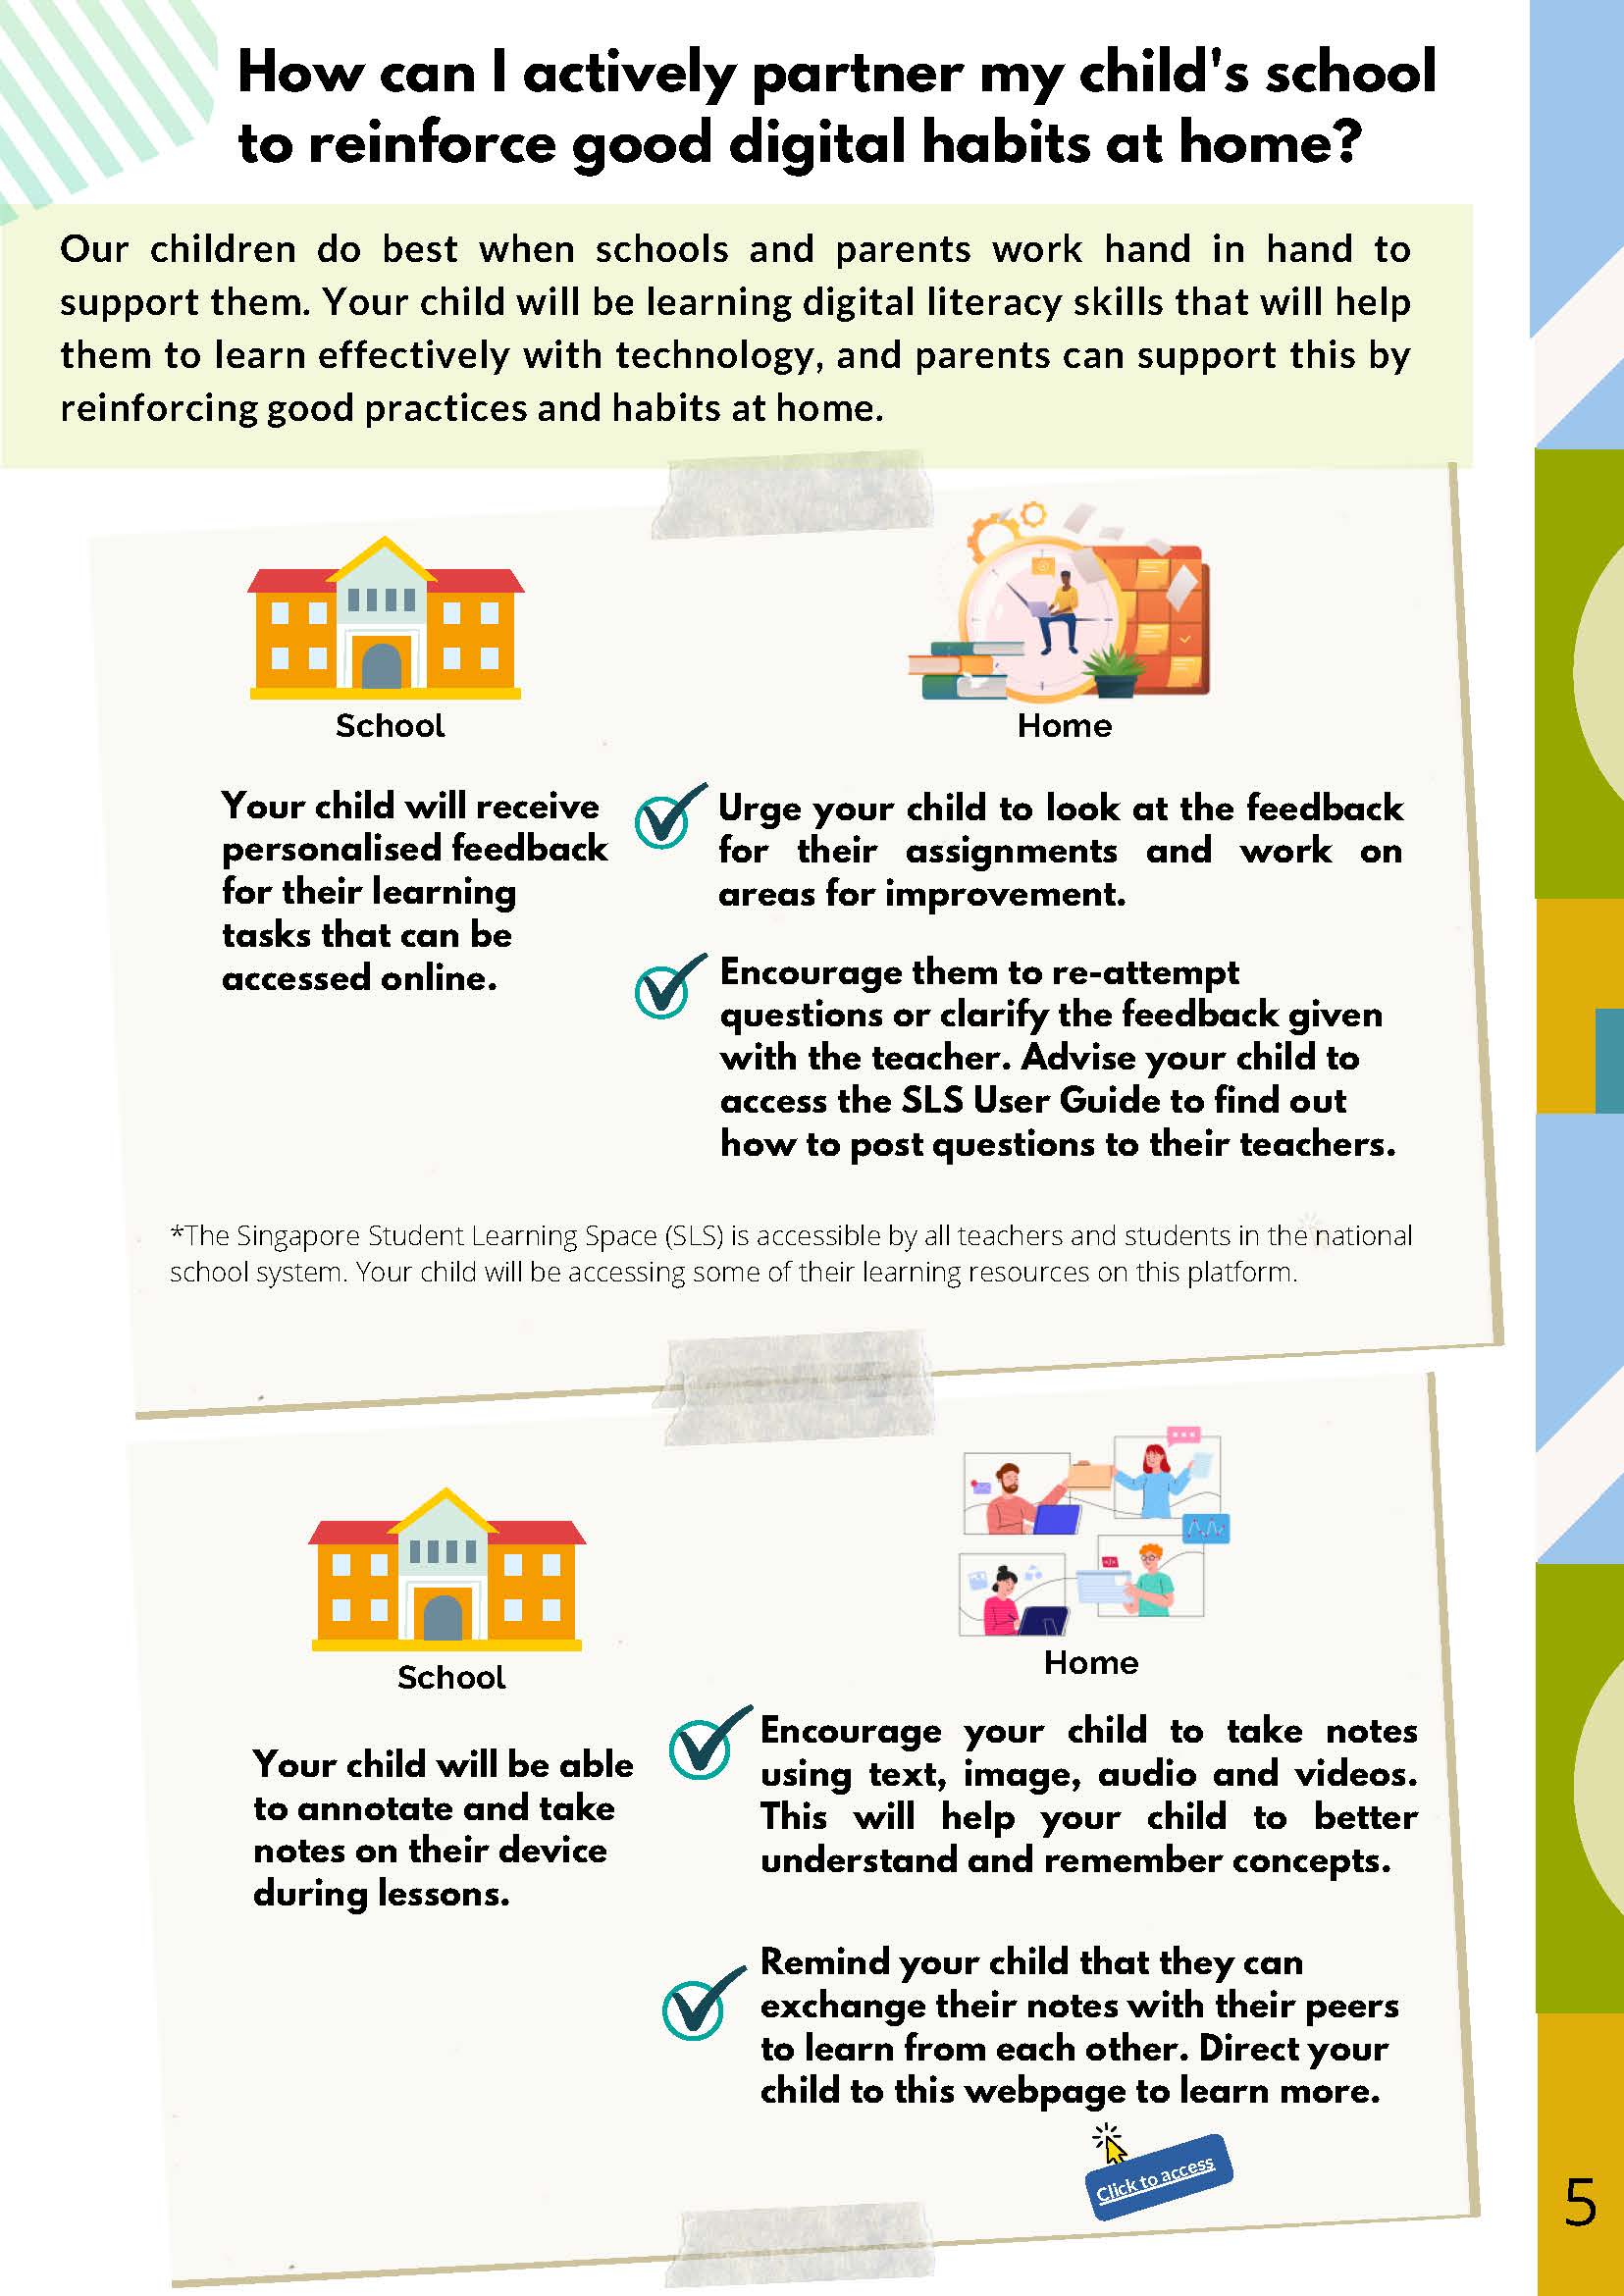 How can I actively partner my child's school
to reinforce good digital habits at home?
Our children do best when schools and parents work hand in hand to
support them. Your child will be learning digital literacy skills that will help
them to learn effectively with technology, and parents can support this by
reinforcing good practices and habits at home.
School
Your child will receive
personalised feedback
for their learning
tasks that can be
accessed online.
Home
Urge your child to look at the feedback
for their assignments and work on
areas for improvement.
Encourage them to re-attempt
questions or clarify the feedback given
with the teacher. Advise your child to
access the SLS User Guide to find out
how to post questions to their teachers.
*The Singapore Student Learning Space (SLS) is accessible by all teachers and students in the national
school system. Your child will be accessing some of their learning resources on this platform.
School
Your child will be able
to annotate and take
notes on their device
during lessons.
Home
Encourage your child to take notes
using text, image, audio and videos.
This will help your child to better
understand and remember concepts.
Remind your child that they can
exchange their notes with their peers
to learn from each other. Direct your
child to this webpage to learn more.
Click to access
5